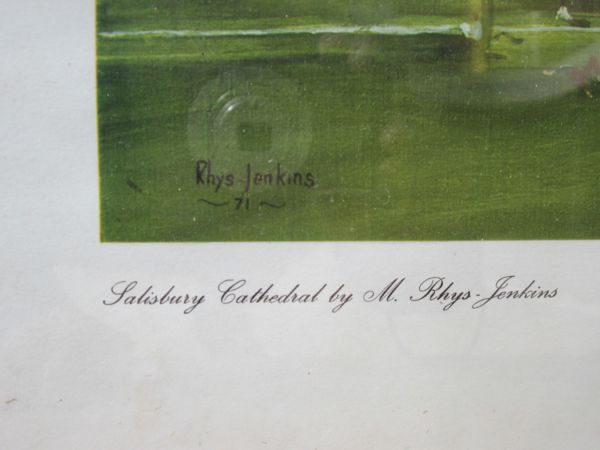 Rhys-Jenkins
~ 71 ~
Salisbury Cathedral by M. Rhys-Jenkins